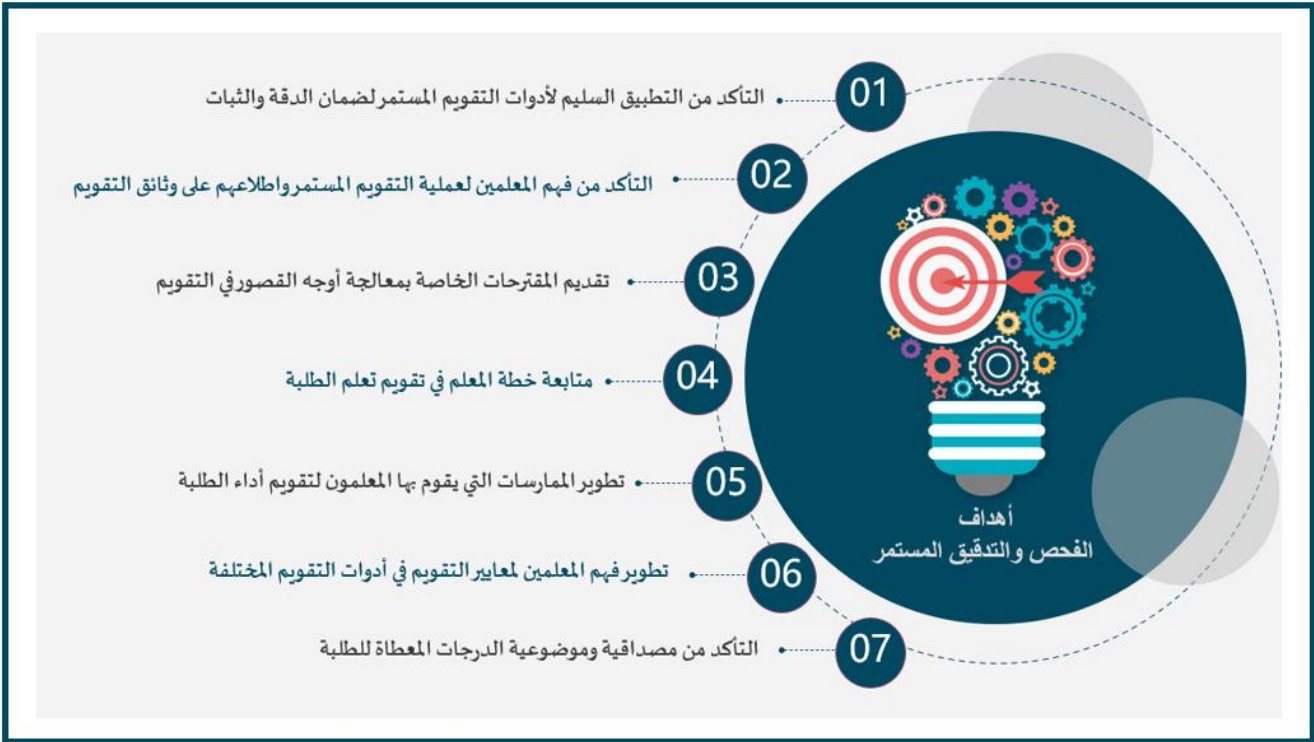 01
التأكد من التطبيق السليم لأدوات التقويم المستمر لضمان الدقة والثبات
02
التأكد من فهم المعلمين لعملية التقويم المستمر واطلاعهم على وثائق التقويم
03
تقديم المقترحات الخاصة بمعالجة أوجه القصور في التقويم
04
متابعة خطة المعلم في تقويم تعلم الطلبة
05
تطوير الممارسات التي يقوم بها المعلمون لتقويم أداء الطلبة
06
تطوير فهم المعلمين لمعايير التقويم في أدوات التقويم المختلفة
07
التأكد من مصداقية وموضوعية الدرجات المعطاة للطلبة
أهداف
الفحص والتدقيق المستمر